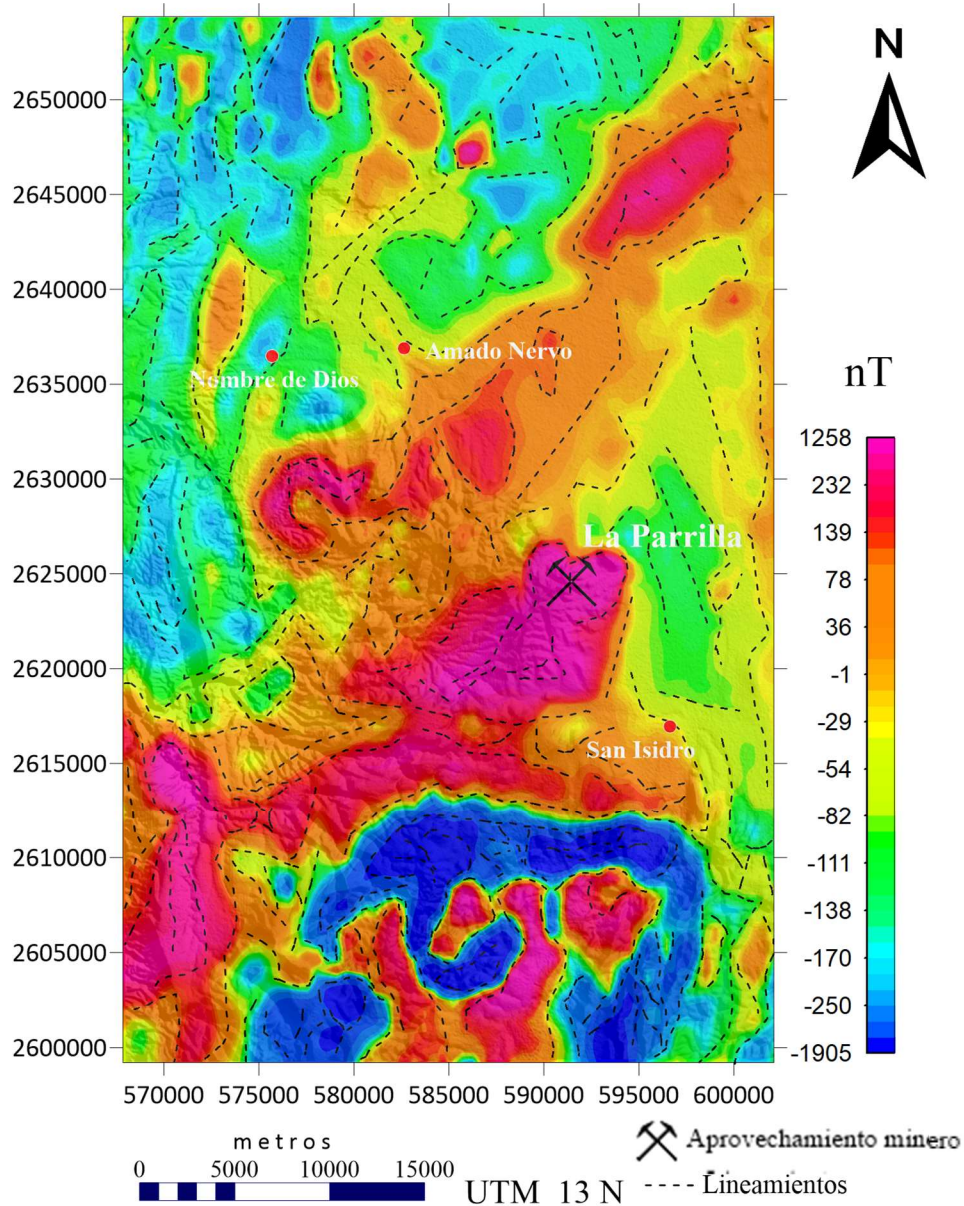 N
2650000
2645000
2640000
2635000
2630000
2625000
2620000
2615000
2610000
2605000
2600000
Amado Nervo
Nombre de Dios
La Parrilla
San Isidro
nT
1258
232
139
78
36
-1
-29
-54
-82
-111
-138
-170
-250
-1905
570000 575000 580000 585000 590000 595000 600000
metros
0 5000 10000 15000
UTM 13 N
Aprovechamiento minero
Lineamientos